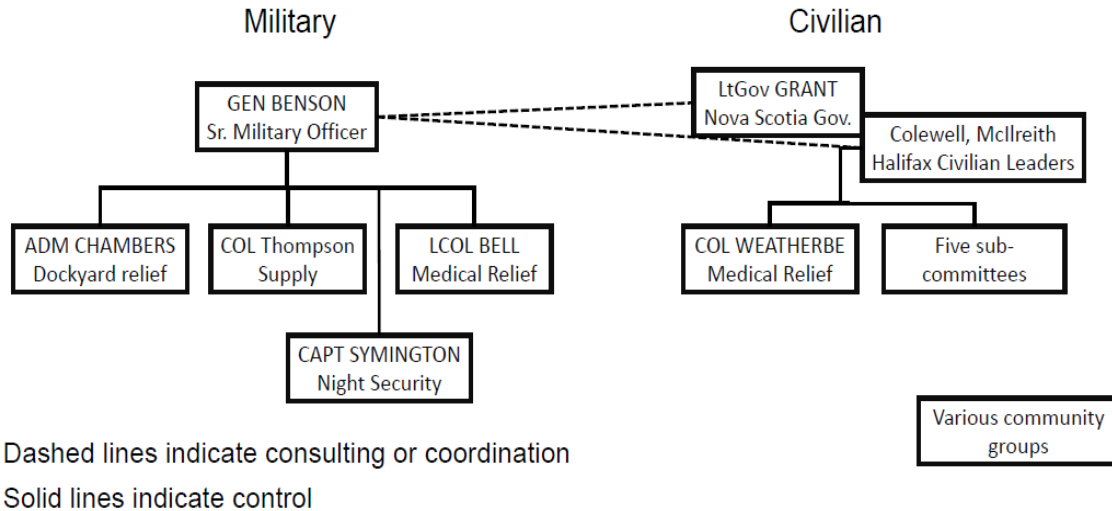 Military
Civilian
GEN BENSON
Sr. Military Officer
LtGov GRANT
Nova Scotia Gov.
Colewell, McIlreith
Halifax Civilian Leaders
ADM CHAMBERS
Dockyard relief
COL Thompson
Supply
LCOL BELL
Medical Relief
COL WEATHERBE
Medical Relief
Five sub-
committees
CAPT SYMINGTON
Night Security
Various community
groups
Dashed lines indicate consulting or coordination
Solid lines indicate control